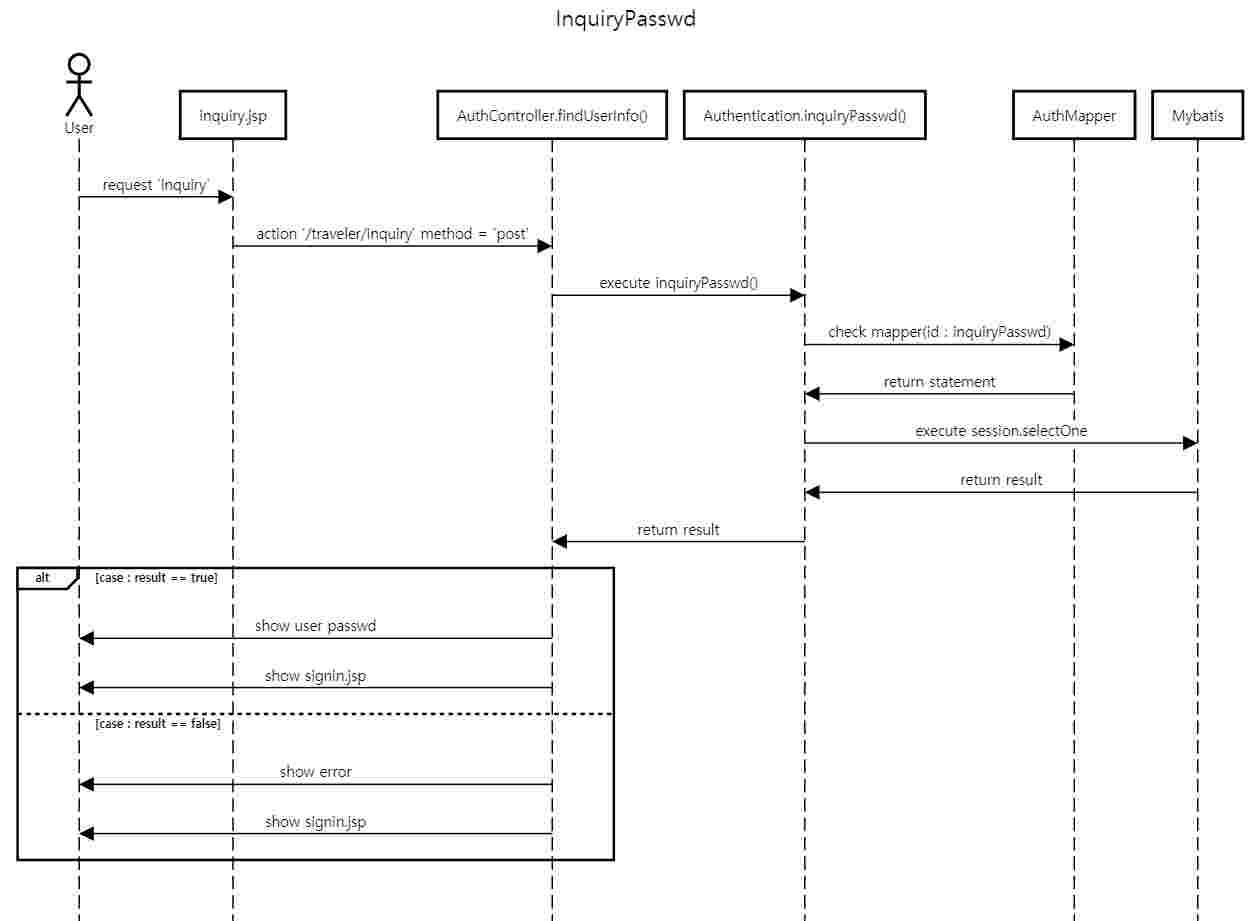 InquiryPasswd
User
inquiry.jsp
AuthController.findUserInfo()
Authentication.inquiryPasswd()
AuthMapper
Mybatis
request 'inquiry'
action '/traveler/inquiry' method = 'post'
execute inquiryPasswd()
check mapper(id : inquiryPasswd)
return statement
execute session.selectOne
return result
return result
alt
[case : result == true]
show user passwd
show signin.jsp
[case : result == false]
show error
show signin.jsp